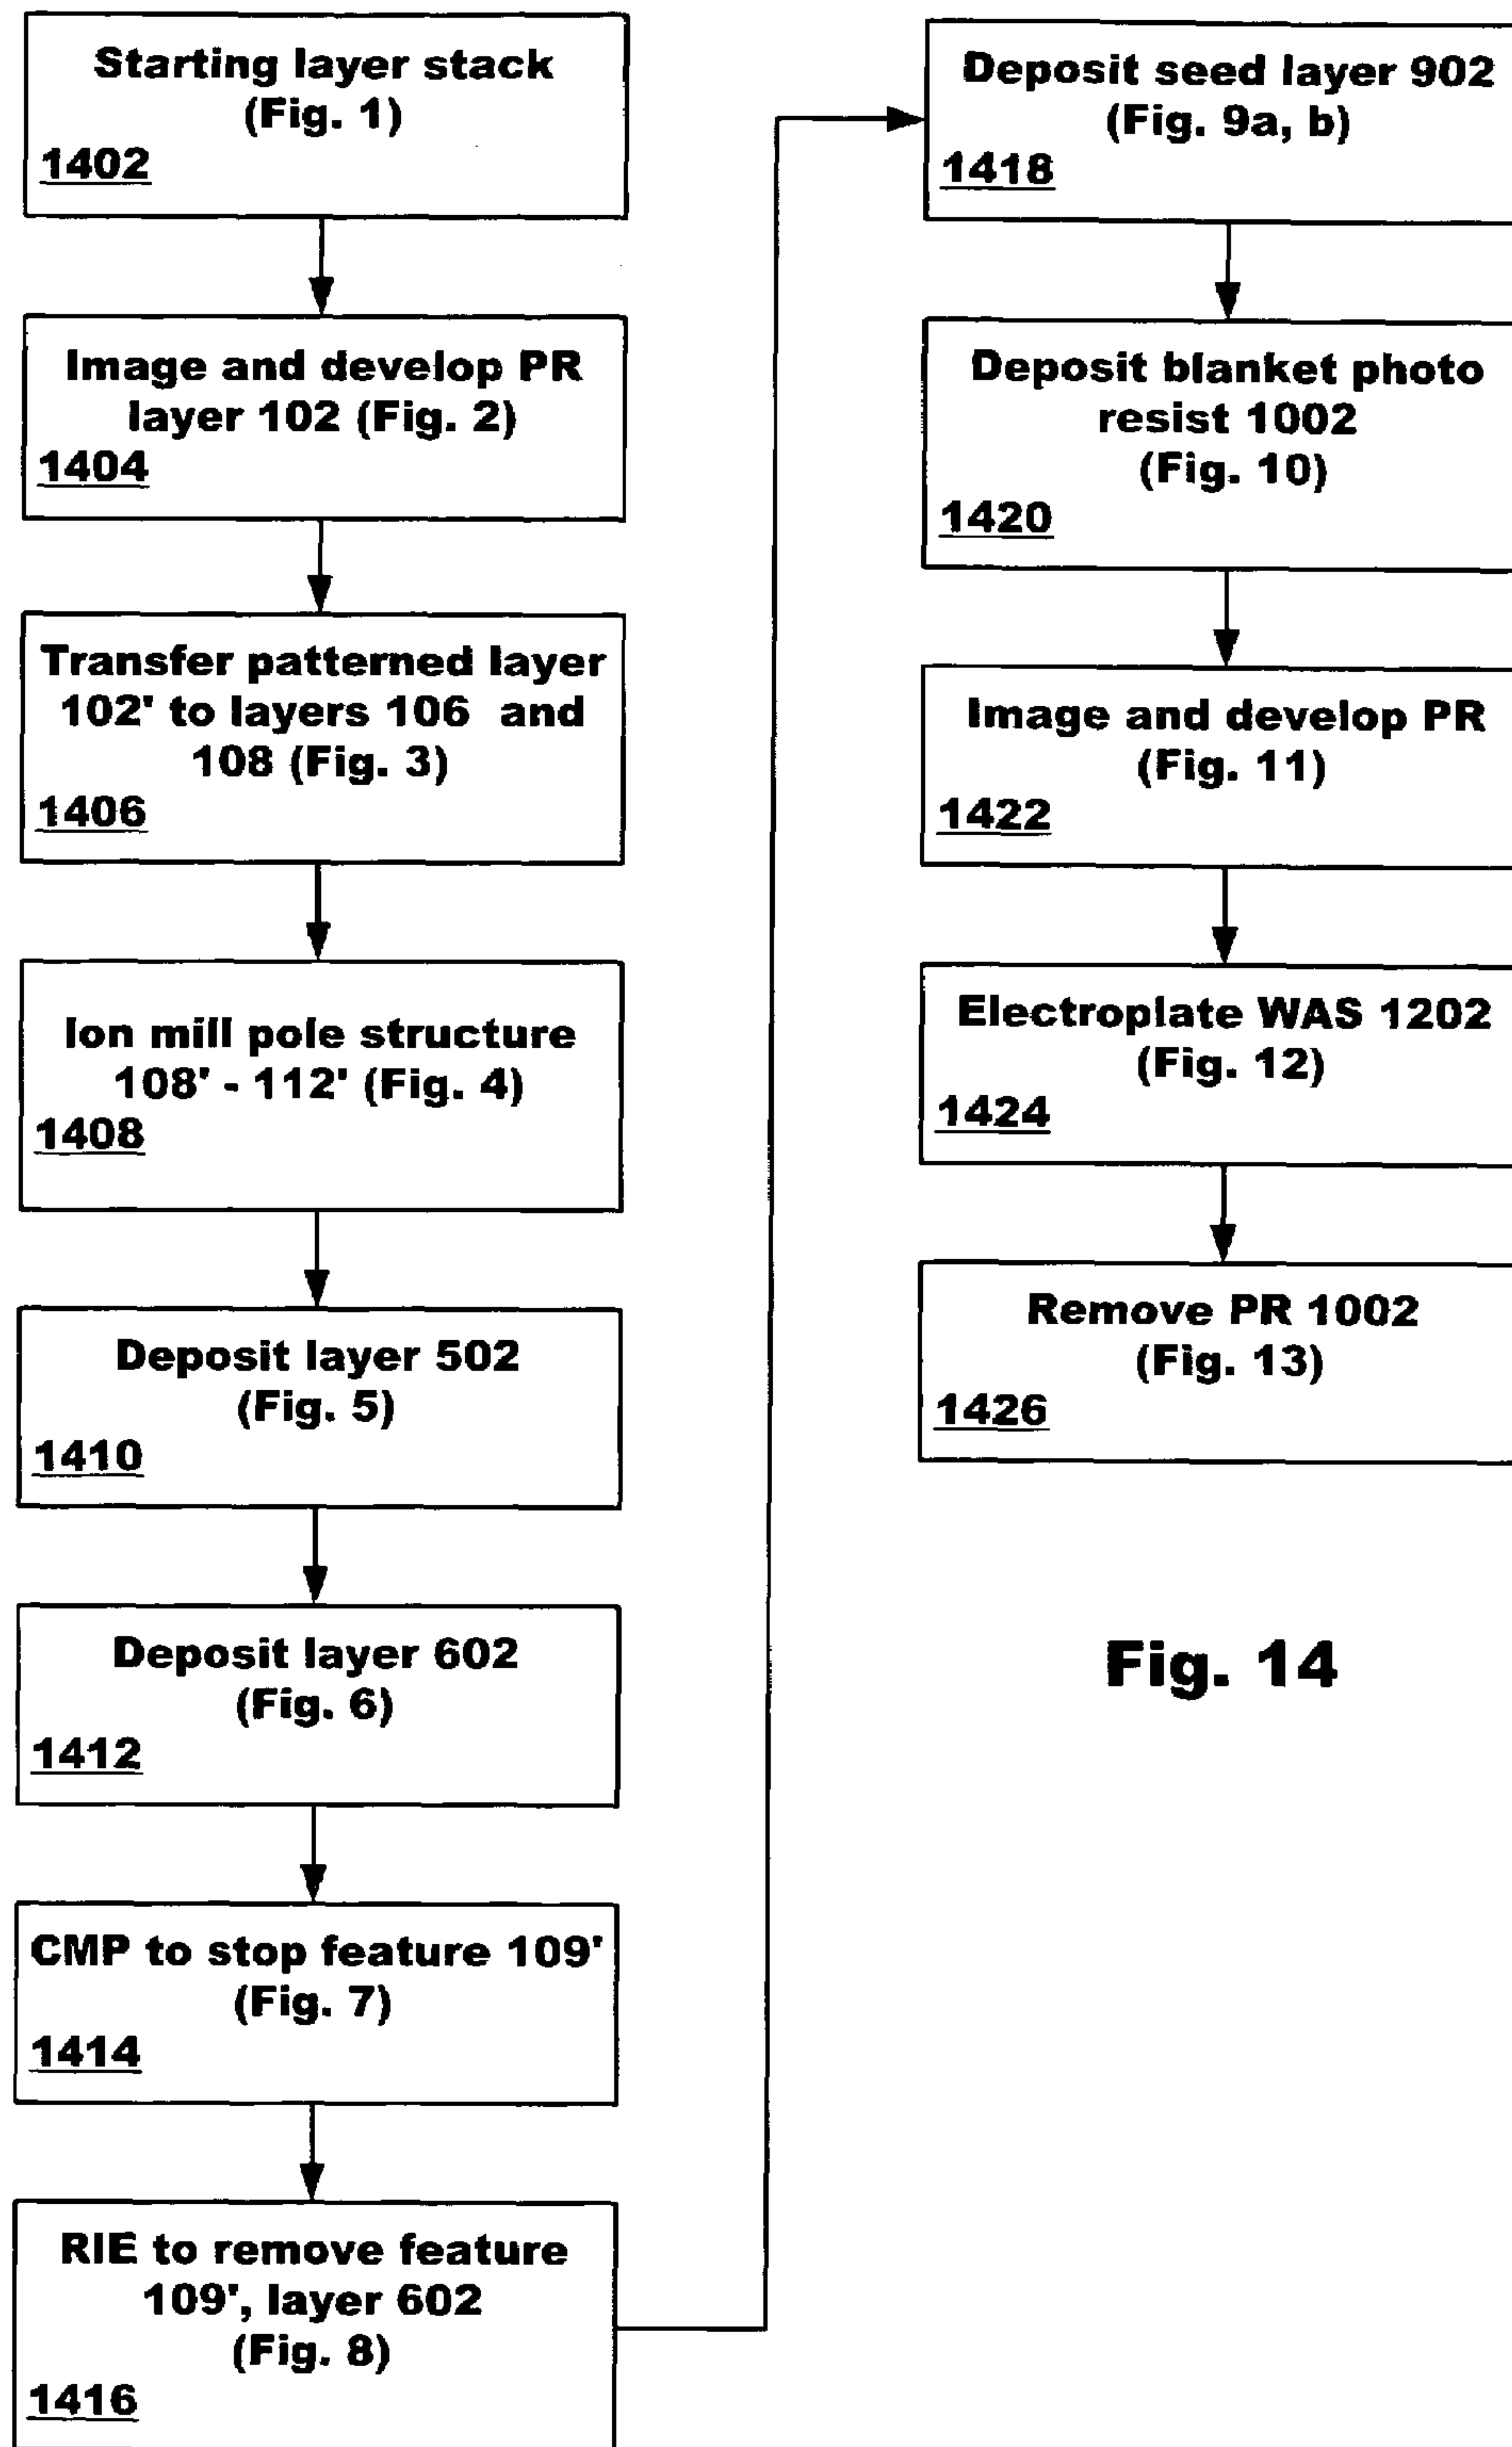 Starting layer stack
(Fig. 1)
1402
Image and develop PR
layer 102 (Fig. 2)
1404
Transfer patterned layer
102' to layers 106 and
108 (Fig. 3)
1406
Ion mill pole structure
108' - 112' (Fig. 4)
1408
Deposit layer 502
(Fig. 5)
1410
Deposit layer 602
(Fig. 6)
1412
CMP to stop feature 109'
(Fig. 7)
1414
RIE to remove feature
109', layer 602
(Fig. 8)
1416
Deposit seed layer 902
(Fig. 9a, b)
1418
Deposit blanket photo
resist 1002
(Fig. 10)
1420
Image and develop PR
(Fig. 11)
1422
Electroplate WAS 1202
(Fig. 12)
1424
Remove PR 1002
(Fig. 13)
1426
Fig. 14